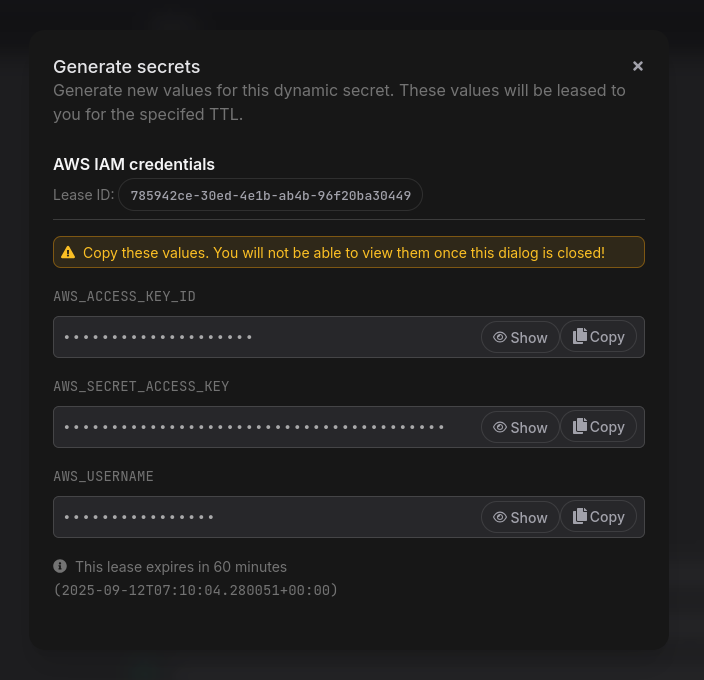 Generate secrets
Generate new values for this dynamic secret. These values will be leased to
you for the specifed TTL.
AWS IAM credentials
Lease ID: 785942ce-30ed-4e1b-ab4b-96f20ba30449
Copy these values. You will not be able to view them once this dialog is closed!
AWS_ACCESS_KEY_ID
•••••••••••••••••••• Show Copy
AWS_SECRET_ACCESS_KEY
•••••••••••••••••••••••••••••••••••••••• Show Copy
AWS_USERNAME
•••••••••••••••• Show Copy
This lease expires in 60 minutes
(2025-09-12T07:10:04.280051+00:00)